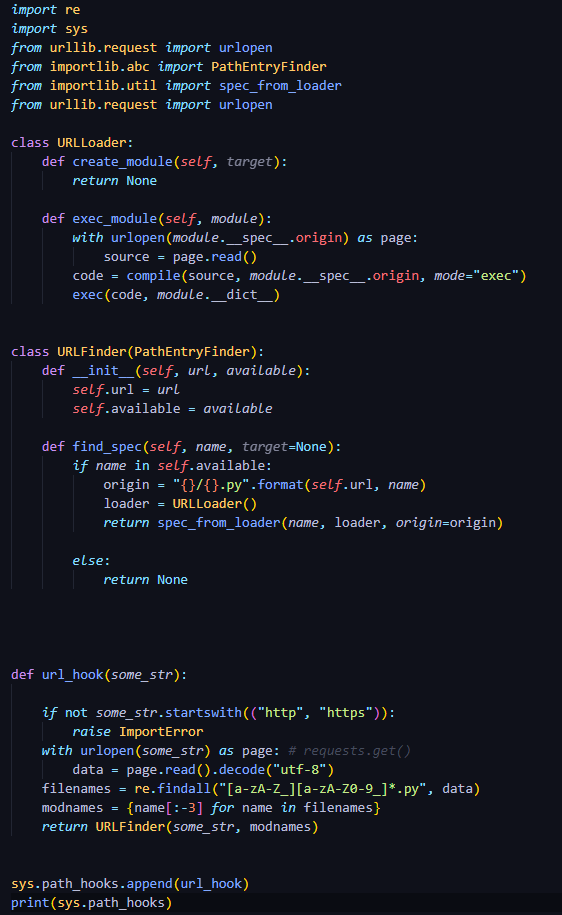 import re
import sys
from urllib.request import urlopen
from importlib.abc import PathEntryFinder
from importlib.util import spec_from_loader
from urllib.request import urlopen

class URLLoader:
    def create_module(self, target):
        return None

    def exec_module(self, module):
        with urlopen(module.__spec__.origin) as page:
            source = page.read()
        code = compile(source, module.__spec__.origin, mode="exec")
        exec(code, module.__dict__)


class URLFinder(PathEntryFinder):
    def __init__(self, url, available):
        self.url = url
        self.available = available

    def find_spec(self, name, target=None):
        if name in self.available:
            origin = "{}/{}.py".format(self.url, name)
            loader = URLLoader()
            return spec_from_loader(name, loader, origin=origin)

        else:
            return None




def url_hook(some_str):

    if not some_str.startswith(("http", "https")):
        raise ImportError
    with urlopen(some_str) as page: # requests.get()
        data = page.read().decode("utf-8")
    filenames = re.findall("[a-zA-Z_][a-zA-Z0-9_]*.py", data)
    modnames = {name[:-3] for name in filenames}
    return URLFinder(some_str, modnames)


sys.path_hooks.append(url_hook)
print(sys.path_hooks)